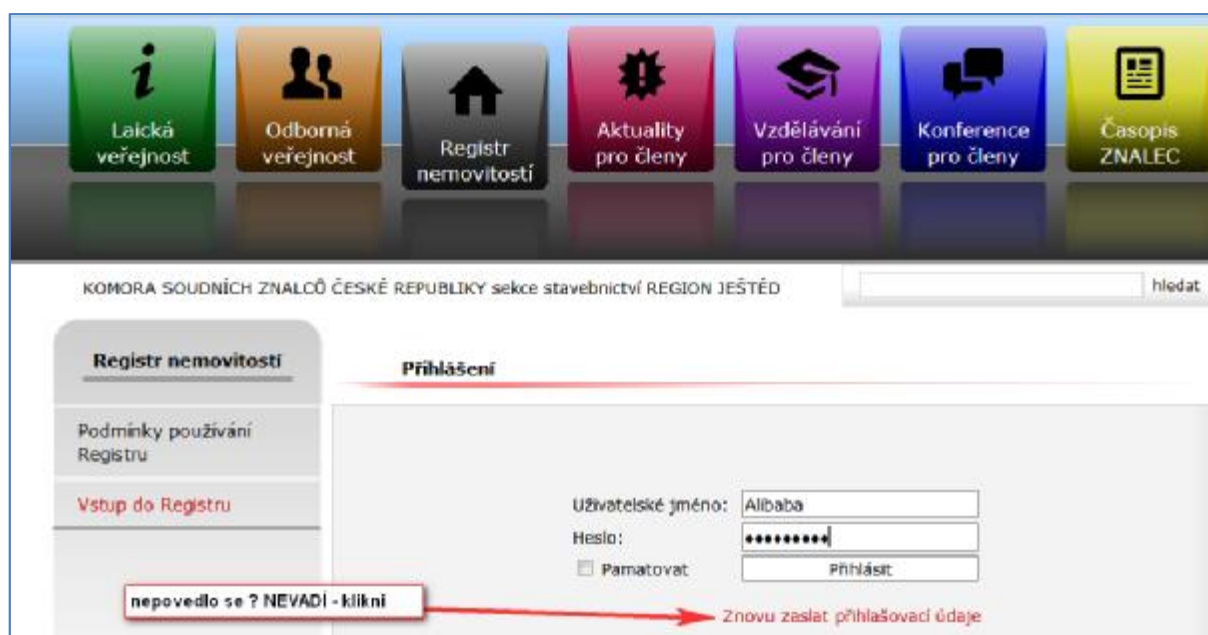 Laická
veřejnost
Odborná
veřejnost
Registr
nemovitostí
Aktuality
pro členy
Vzdělávání
pro členy
Konference
pro členy
Časopis
ZNALEC
KOMORA SOUDNÍCH ZNALCŮ ČESKÉ REPUBLIKY sekce stavebnictví REGION JEŠTĚD
hledat
Registr nemovitostí
Podmínky používání
Registru
Vstup do Registru
Přihlášení
Uživatelské jméno: Alibaba
Heslo: •••••••••
Pamatovat Přihlásit
nepovedlo se ? NEVADÍ - klikni
Znovu zaslat přihlašovací údaje